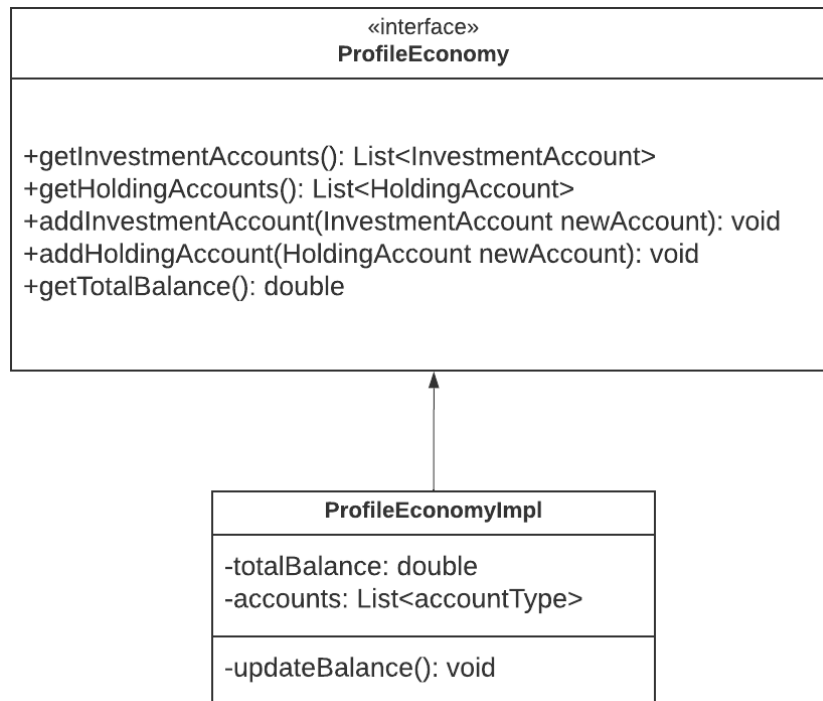 «interface»
ProfileEconomy
+getInvestmentAccounts(): List<InvestmentAccount>
+getHoldingAccounts(): List<HoldingAccount>
+addInvestmentAccount(InvestmentAccount newAccount): void
+addHoldingAccount(HoldingAccount newAccount): void
+getTotalBalance(): double
ProfileEconomyImpl
-totalBalance: double
-accounts: List<accountType>
-updateBalance(): void